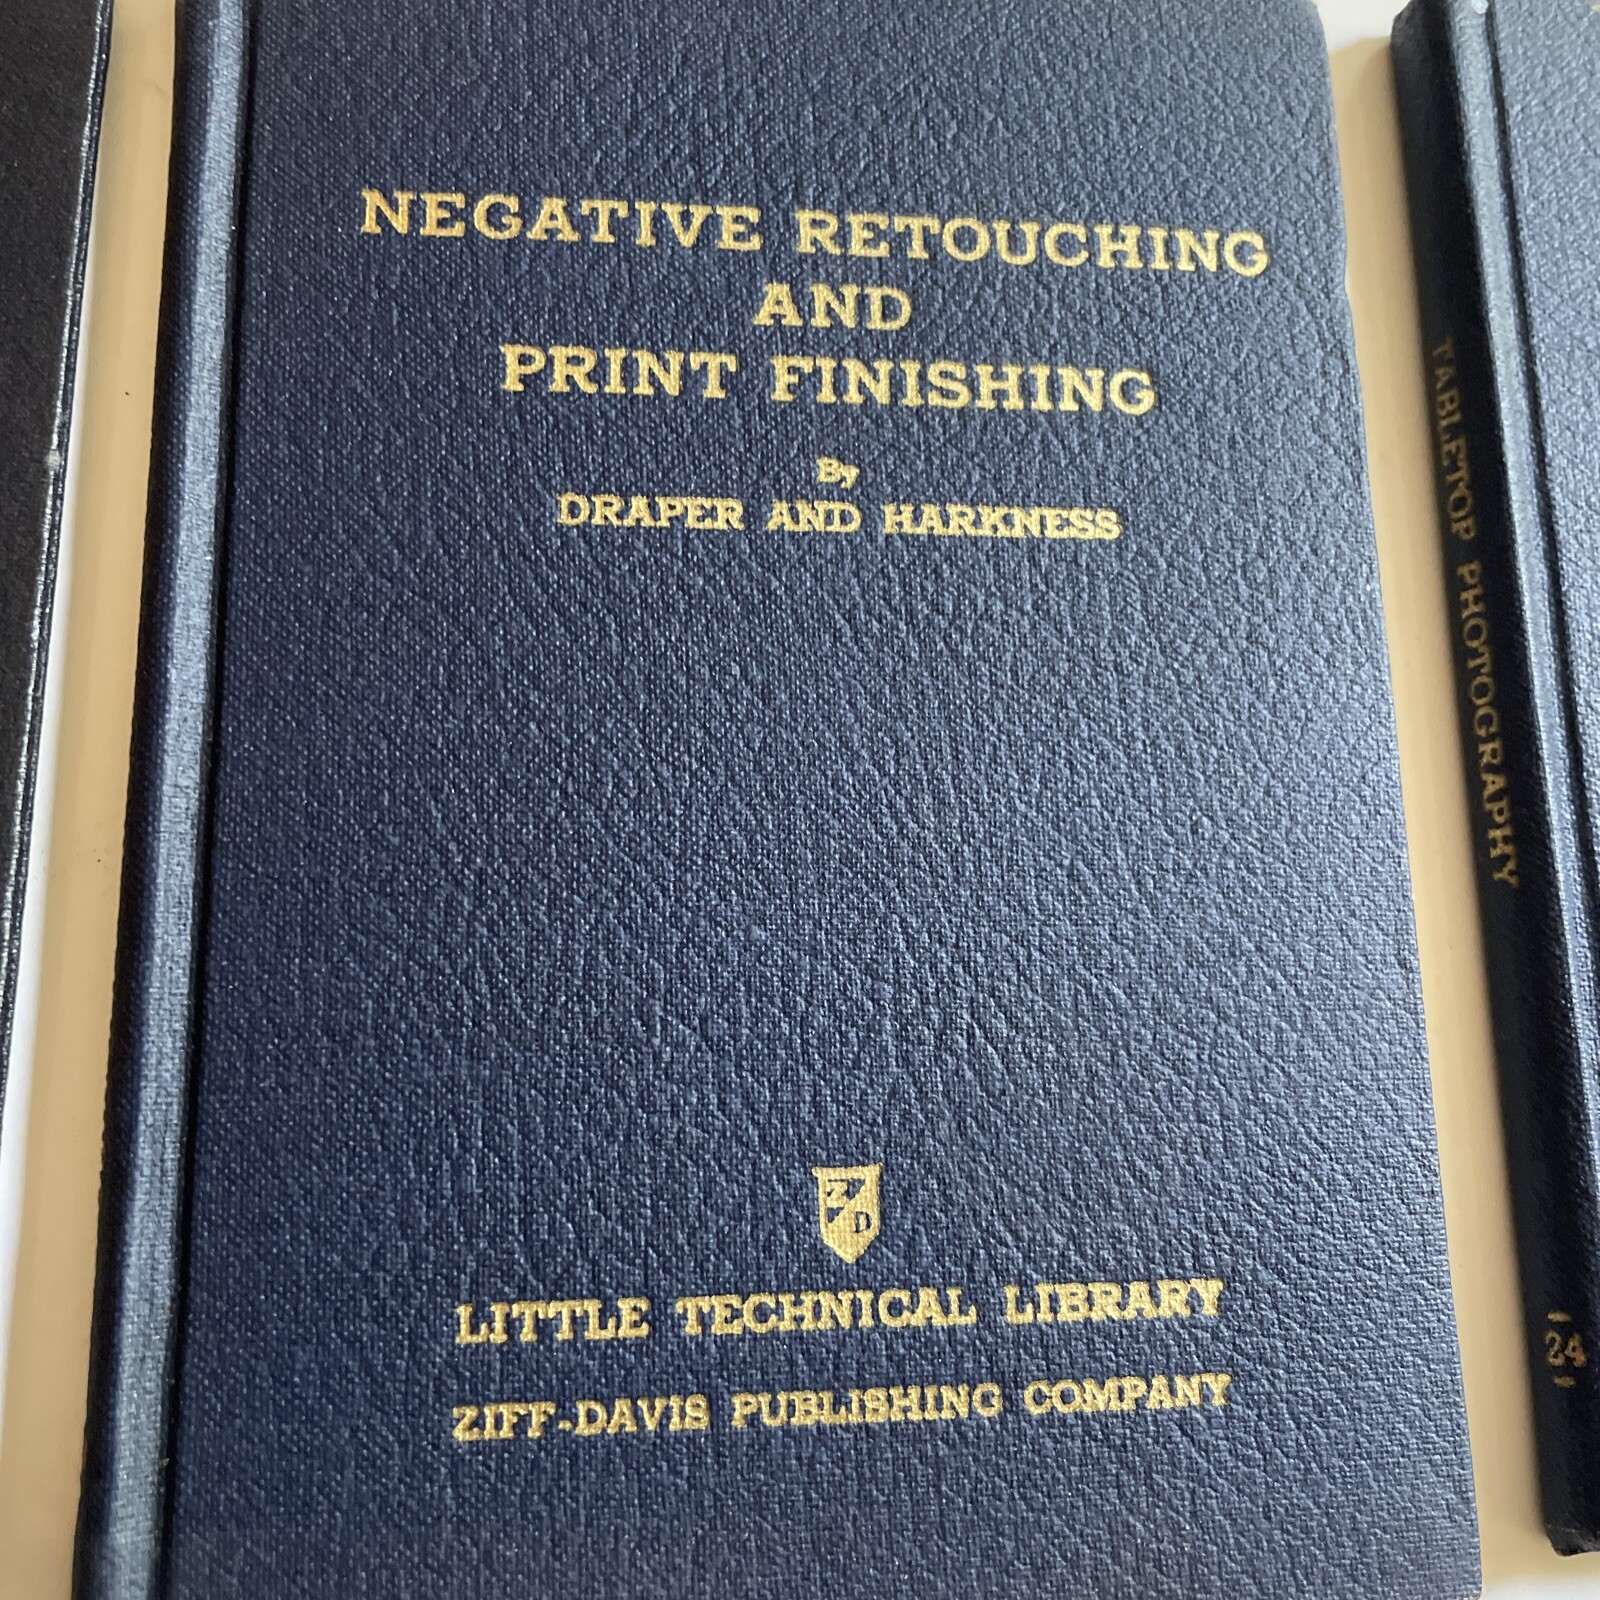 NEGATIVE RETOUCHING
AND
PRINT FINISHING
By
DRAPER AND HARKNESS
Z
D
LITTLE TECHNICAL LIBRARY
ZIFF-DAVIS PUBLISHING COMPANY
TABLETOP PHOTOGRAPHY
24